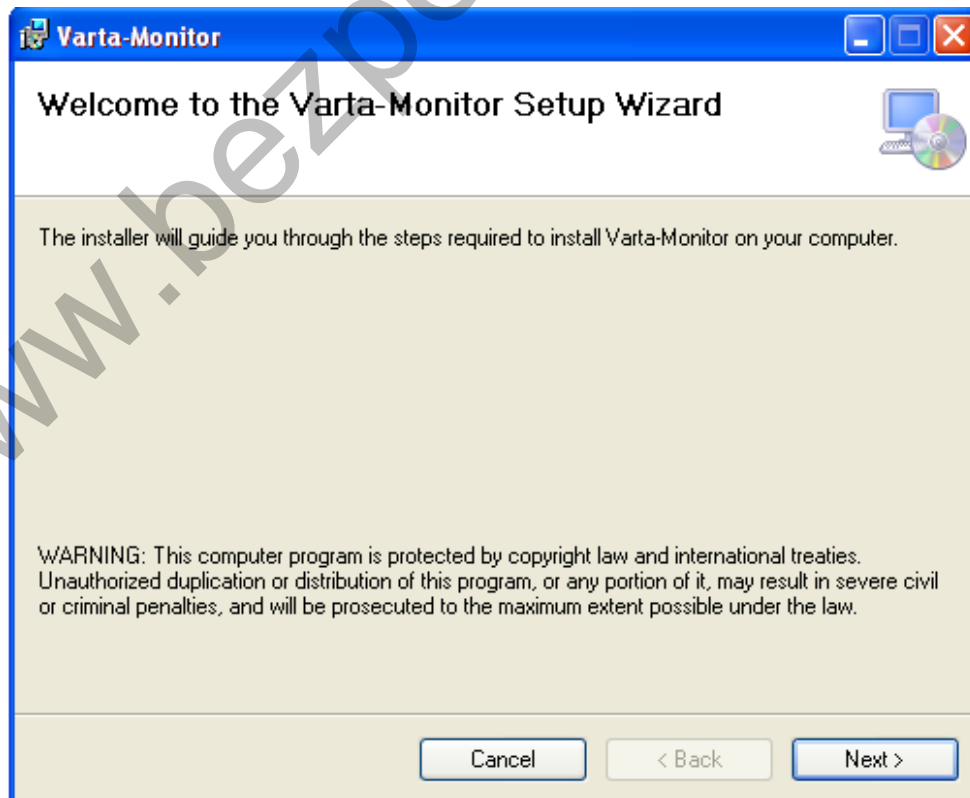 Varta-Monitor
Welcome to the Varta-Monitor Setup Wizard
The installer will guide you through the steps required to install Varta-Monitor on your computer.
WARNING: This computer program is protected by copyright law and international treaties.
Unauthorized duplication or distribution of this program, or any portion of it, may result in severe civil
or criminal penalties, and will be prosecuted to the maximum extent possible under the law.
Cancel
< Back
Next >